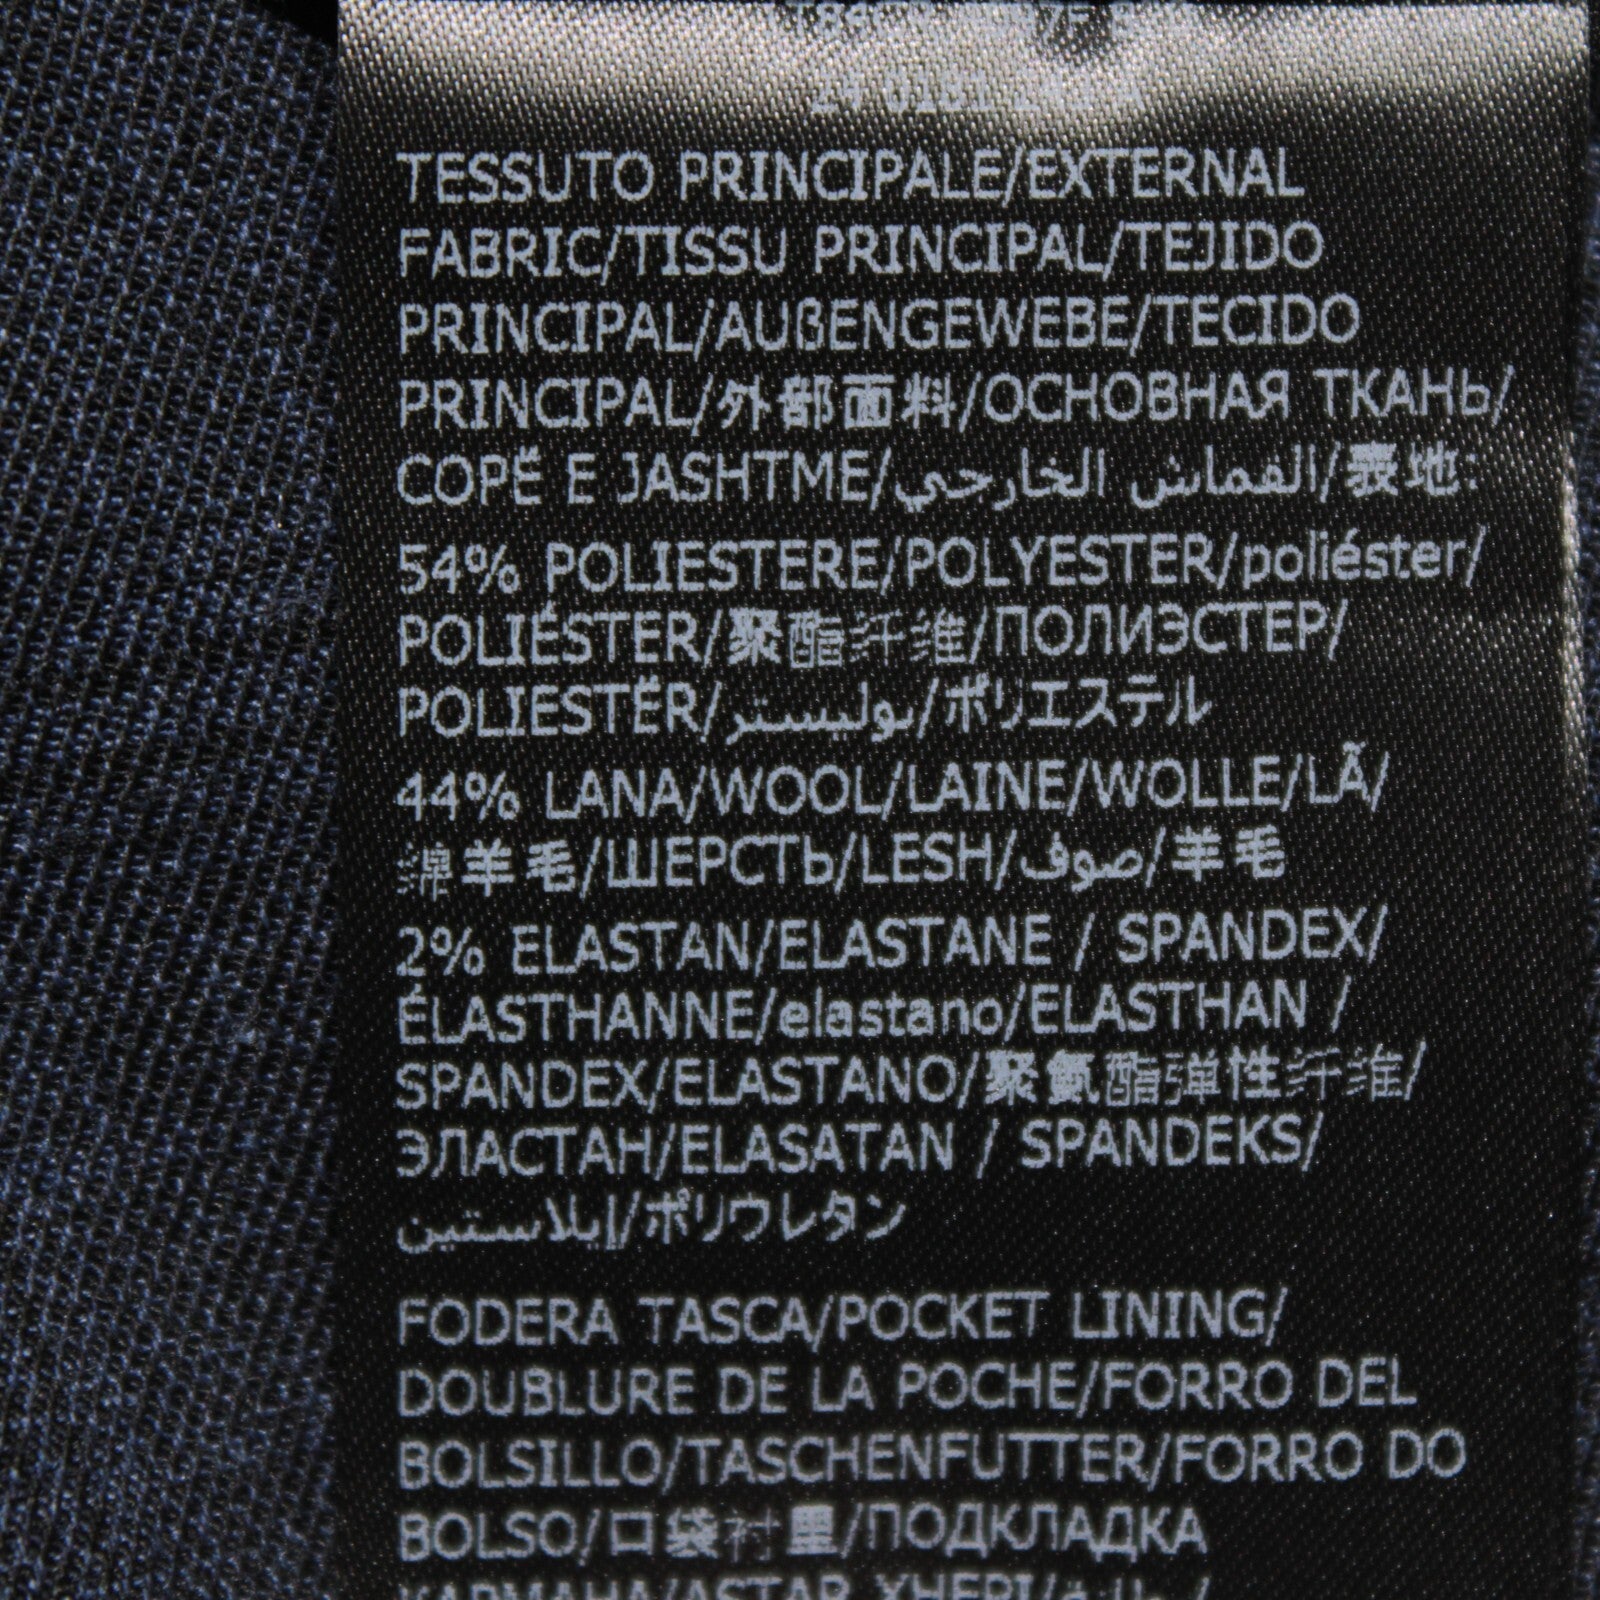 TESSUTO PRINCIPALE/EXTERNAL
FABRIC/TISSU PRINCIPAL/TEJIDO
PRINCIPAL/AUßENGEWEBE/TECIDO
PRINCIPAL/外部面料/ОСНОВНАЯ ТКАНЬ/
COPË E JASHTME/القماش الخارجي/表地:
54% POLIESTERE/POLYESTER/poliéster/
POLIÉSTER/聚酯纤维/ПОЛИЭСТЕР/
POLIESTËR/بوليستر/ポリエステル
44% LANA/WOOL/LAINE/WOLLE/LÃ/
绵羊毛/ШЕРСТЬ/LESH/صوف/羊毛
2% ELASTAN/ELASTANE / SPANDEX/
ÉLASTHANNE/elastano/ELASTHAN /
SPANDEX/ELASTANO/聚氨酯弹性纤维/
ЭЛАСТАН/ELASATAN / SPANDEKS/
إيلاستين/ポリウレタン
FODERA TASCA/POCKET LINING/
DOUBLURE DE LA POCHE/FORRO DEL
BOLSILLO/TASCHENFUTTER/FORRO DO
BOLSO/口袋衬里/ПОДКЛАДКА
КАРМАНА/ASTAR XHEPI/